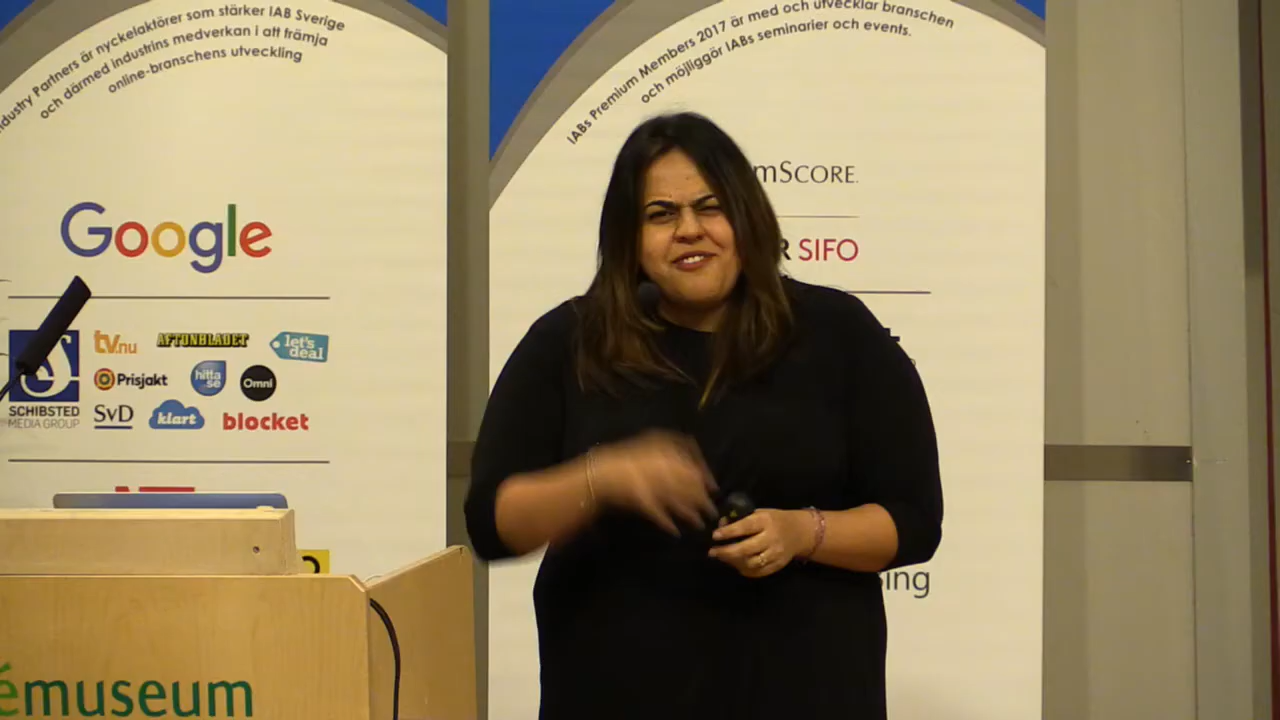 Industry Partners är nyckelaktörer som stärker IAB Sverige
och därmed industrins medverkan i att främja
online-branschens utveckling
Google
tv.nu
AFTONBLADET
let's
deal
Prisjakt
hitta
.se
Omni
SCHIBSTED
MEDIA GROUP
SvD
klart
blocket
IABs Premium Members 2017 är med och utvecklar branschen
och möjliggör IABs seminarier och events.
mSCORE.
R SIFO
ing
émuseum